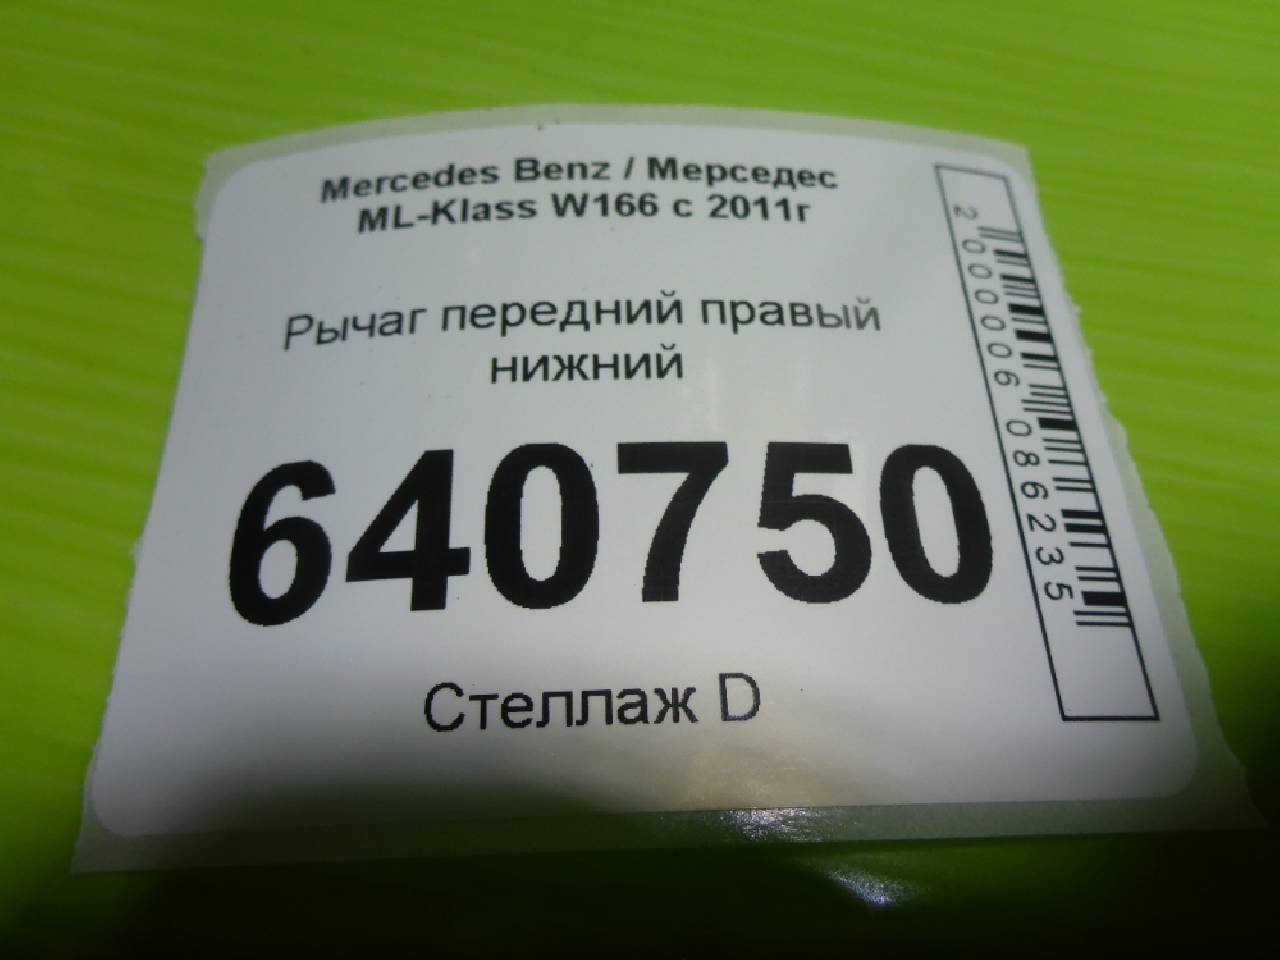 Mercedes Benz / Мерседес
ML-Klass W166 с 2011г
Рычаг передний правый
нижний
640750
Стеллаж D
2000006086235